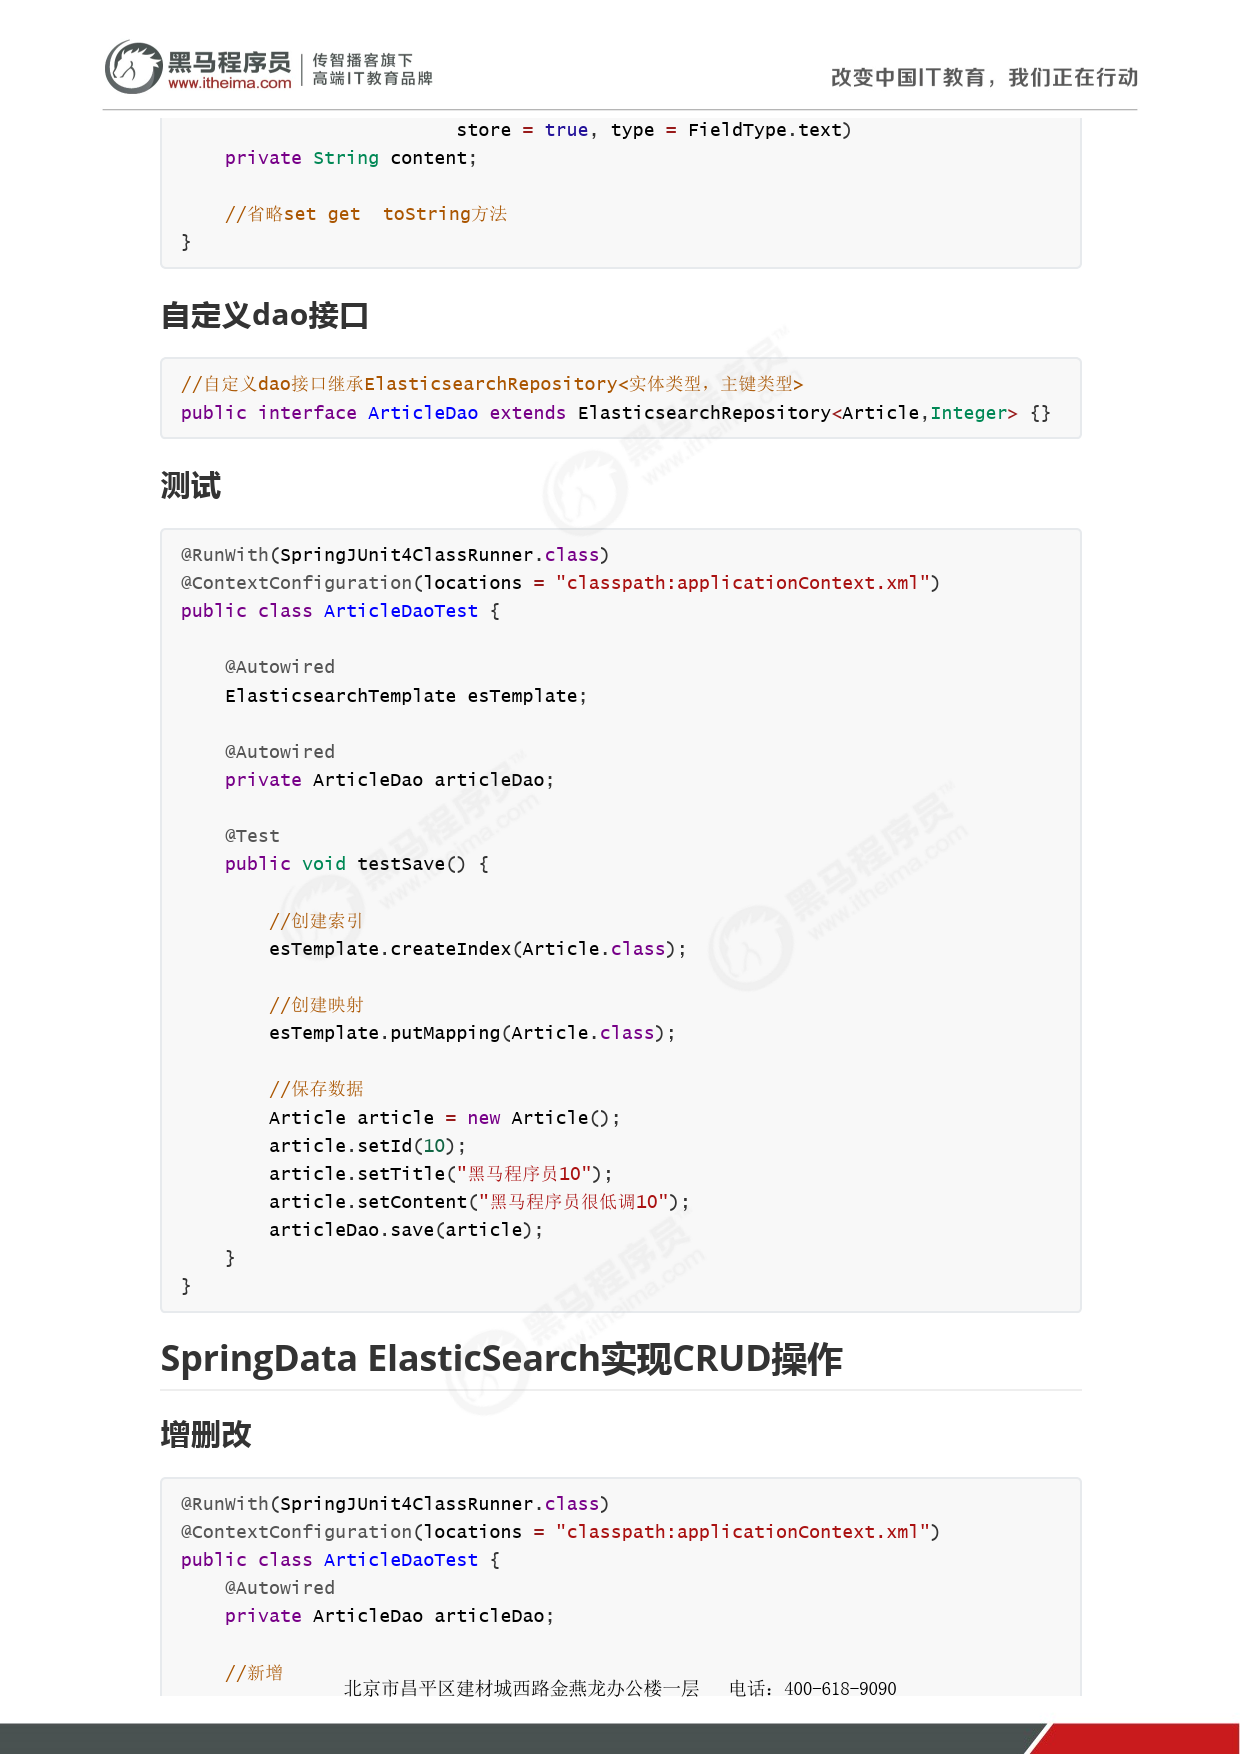 黑马程序员 传智播客旗下
www.itheima.com 高端IT教育品牌
改变中国IT教育，我们正在行动
store = true, type = FieldType.text)
private String content;
//省略set get  toString方法
}
自定义dao接口
//自定义dao接口继承ElasticsearchRepository<实体类型，主键类型>
public interface ArticleDao extends ElasticsearchRepository<Article,Integer> {}
测试
@RunWith(SpringJUnit4ClassRunner.class)
@ContextConfiguration(locations = "classpath:applicationContext.xml")
public class ArticleDaoTest {
@Autowired
ElasticsearchTemplate esTemplate;
@Autowired
private ArticleDao articleDao;
@Test
public void testSave() {
//创建索引
esTemplate.createIndex(Article.class);
//创建映射
esTemplate.putMapping(Article.class);
//保存数据
Article article = new Article();
article.setId(10);
article.setTitle("黑马程序员10");
article.setContent("黑马程序员很低调10");
articleDao.save(article);
}
}
SpringData ElasticSearch实现CRUD操作
增删改
@RunWith(SpringJUnit4ClassRunner.class)
@ContextConfiguration(locations = "classpath:applicationContext.xml")
public class ArticleDaoTest {
@Autowired
private ArticleDao articleDao;
//新增
北京市昌平区建材城西路金燕龙办公楼一层   电话：400-618-9090